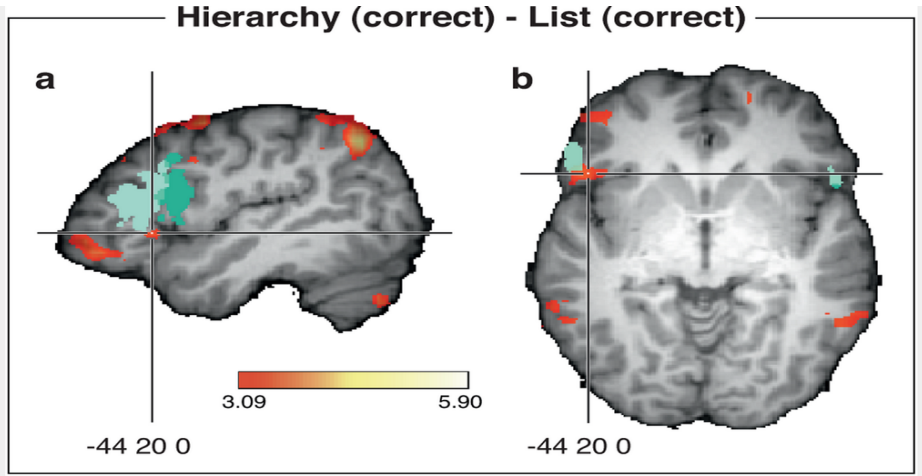 Hierarchy (correct) - List (correct)
a
b
3.09 5.90
-44 20 0
-44 20 0